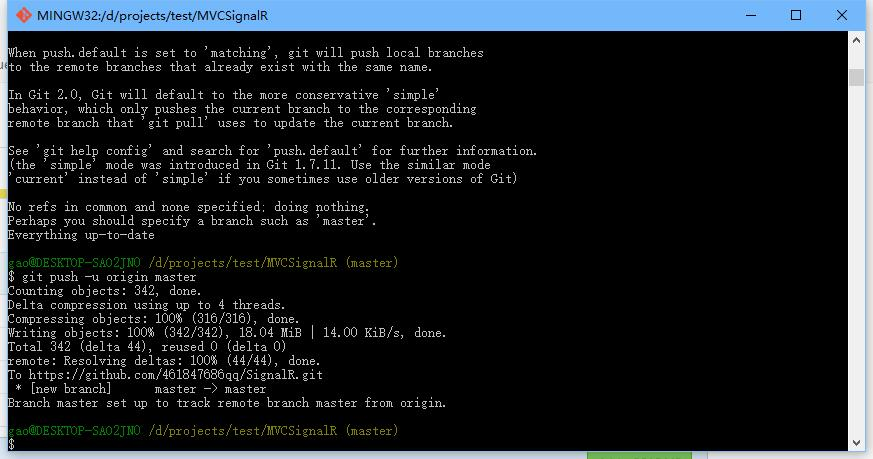 MINGW32:/d/projects/test/MVCSignalR
When push.default is set to 'matching', git will push local branches
to the remote branches that already exist with the same name.
In Git 2.0, Git will default to the more conservative 'simple'
behavior, which only pushes the current branch to the corresponding
remote branch that 'git pull' uses to update the current branch.
See 'git help config' and search for 'push.default' for further information.
(the 'simple' mode was introduced in Git 1.7.11. Use the similar mode
'current' instead of 'simple' if you sometimes use older versions of Git)
No refs in common and none specified; doing nothing.
Perhaps you should specify a branch such as 'master'.
Everything up-to-date
gao@DESKTOP-SAO2JNO /d/projects/test/MVCSignalR (master)
$ git push -u origin master
Counting objects: 342, done.
Delta compression using up to 4 threads.
Compressing objects: 100% (316/316), done.
Writing objects: 100% (342/342), 18.04 MiB | 14.00 KiB/s, done.
Total 342 (delta 44), reused 0 (delta 0)
remote: Resolving deltas: 100% (44/44), done.
To https://github.com/461847686qq/SignalR.git
 * [new branch]      master -> master
Branch master set up to track remote branch master from origin.
gao@DESKTOP-SAO2JNO /d/projects/test/MVCSignalR (master)
$